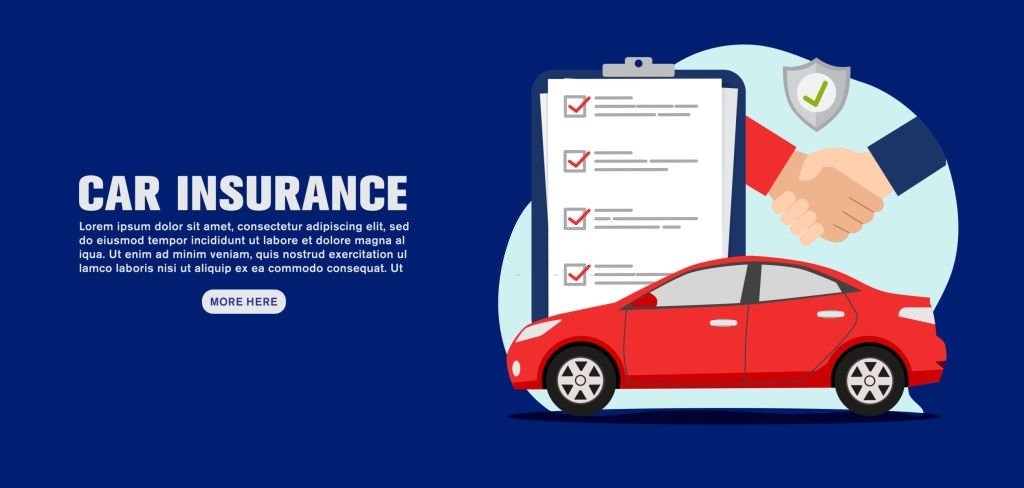 CAR INSURANCE
Lorem ipsum dolor sit amet, consectetur adipiscing elit, sed
do eiusmod tempor incididunt ut labore et dolore magna al
iqua. Ut enim ad minim veniam, quis nostrud exercitation ul
lamco laboris nisi ut aliquip ex ea commodo consequat. Ut
MORE HERE